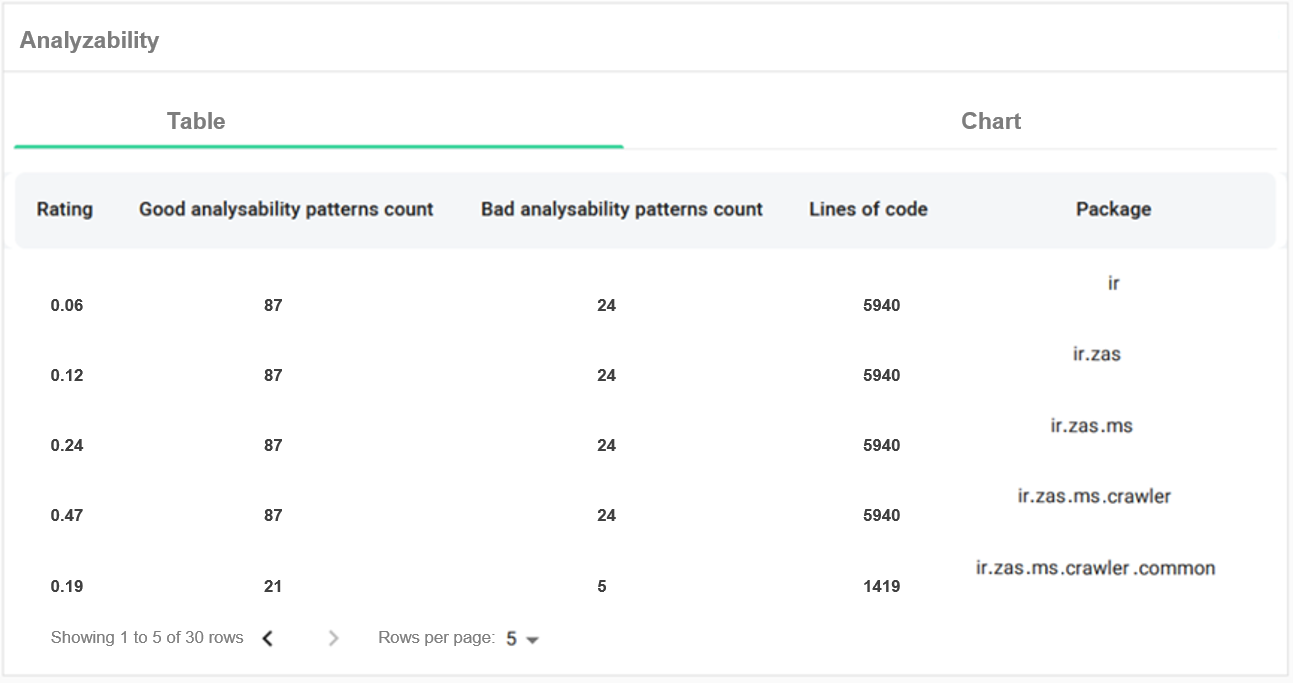 Analyzability
Table Chart
Rating Good analysability patterns count Bad analysability patterns count Lines of code Package
0.06 87 24 5940 ir
0.12 87 24 5940 ir.zas
0.24 87 24 5940 ir.zas.ms
0.47 87 24 5940 ir.zas.ms.crawler
0.19 21 5 1419 ir.zas.ms.crawler.common
Showing 1 to 5 of 30 rows Rows per page: 5